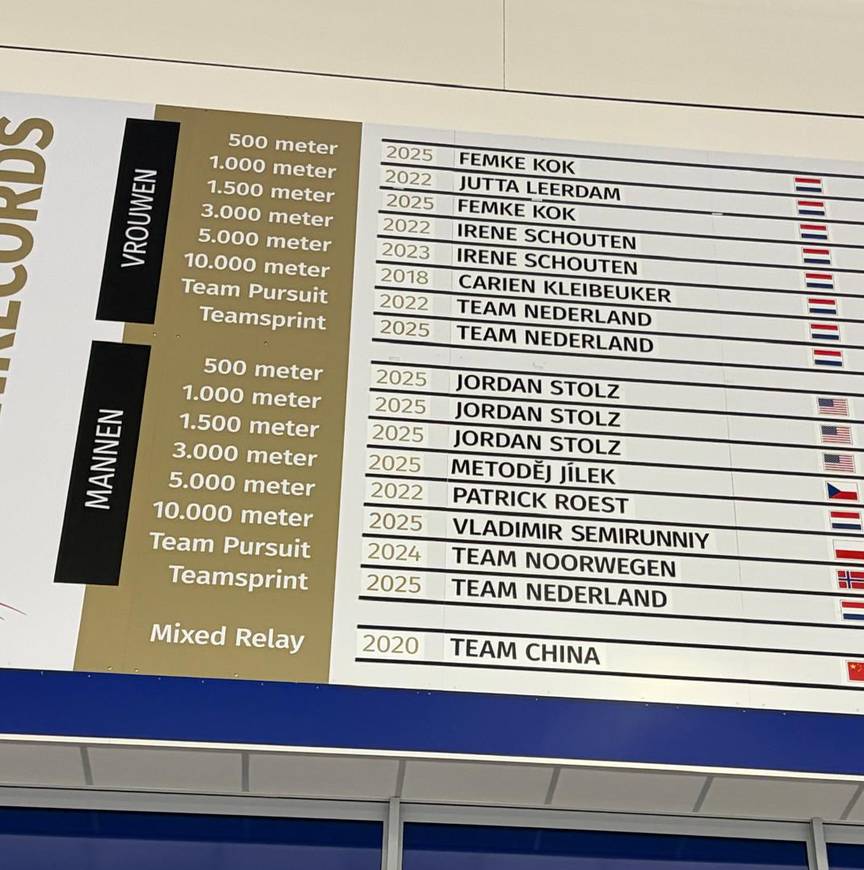 RECORDS
VROUWEN
500 meter 2025 FEMKE KOK
1.000 meter 2022 JUTTA LEERDAM
1.500 meter 2025 FEMKE KOK
3.000 meter 2022 IRENE SCHOUTEN
5.000 meter 2023 IRENE SCHOUTEN
10.000 meter 2018 CARIEN KLEIBEUKER
Team Pursuit 2022 TEAM NEDERLAND
Teamsprint 2025 TEAM NEDERLAND
MANNEN
500 meter 2025 JORDAN STOLZ
1.000 meter 2025 JORDAN STOLZ
1.500 meter 2025 JORDAN STOLZ
3.000 meter 2025 METODĚJ JÍLEK
5.000 meter 2022 PATRICK ROEST
10.000 meter 2025 VLADIMIR SEMIRUNNIY
Team Pursuit 2024 TEAM NOORWEGEN
Teamsprint 2025 TEAM NEDERLAND
Mixed Relay 2020 TEAM CHINA